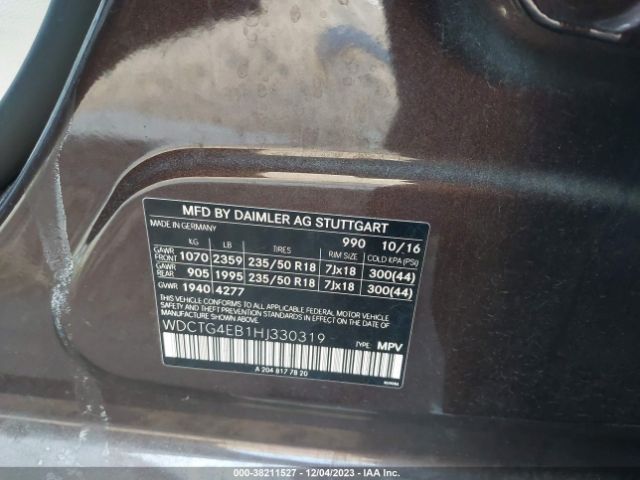 MFD BY DAIMLER AG STUTTGART
MADE IN GERMANY 990 10/16
KG LB TIRES RIM SIZE COLD KPA (PSI)
GAWR FRONT 1070 2359 235/50 R18 7Jx18 300(44)
GAWR REAR 905 1995 235/50 R18 7Jx18 300(44)
GVWR 1940 4277
THIS VEHICLE CONFORMS TO ALL APPLICABLE FEDERAL MOTOR VEHICLE
SAFETY AND THEFT PREVENTION STANDARDS IN EFFECT ON THE DATE OF
MANUFACTURE SHOWN ABOVE.
WDCTG4EB1HJ330319 TYPE: MPV
A 204 817 78 20
000-38211527 - 12/04/2023 - IAA Inc.